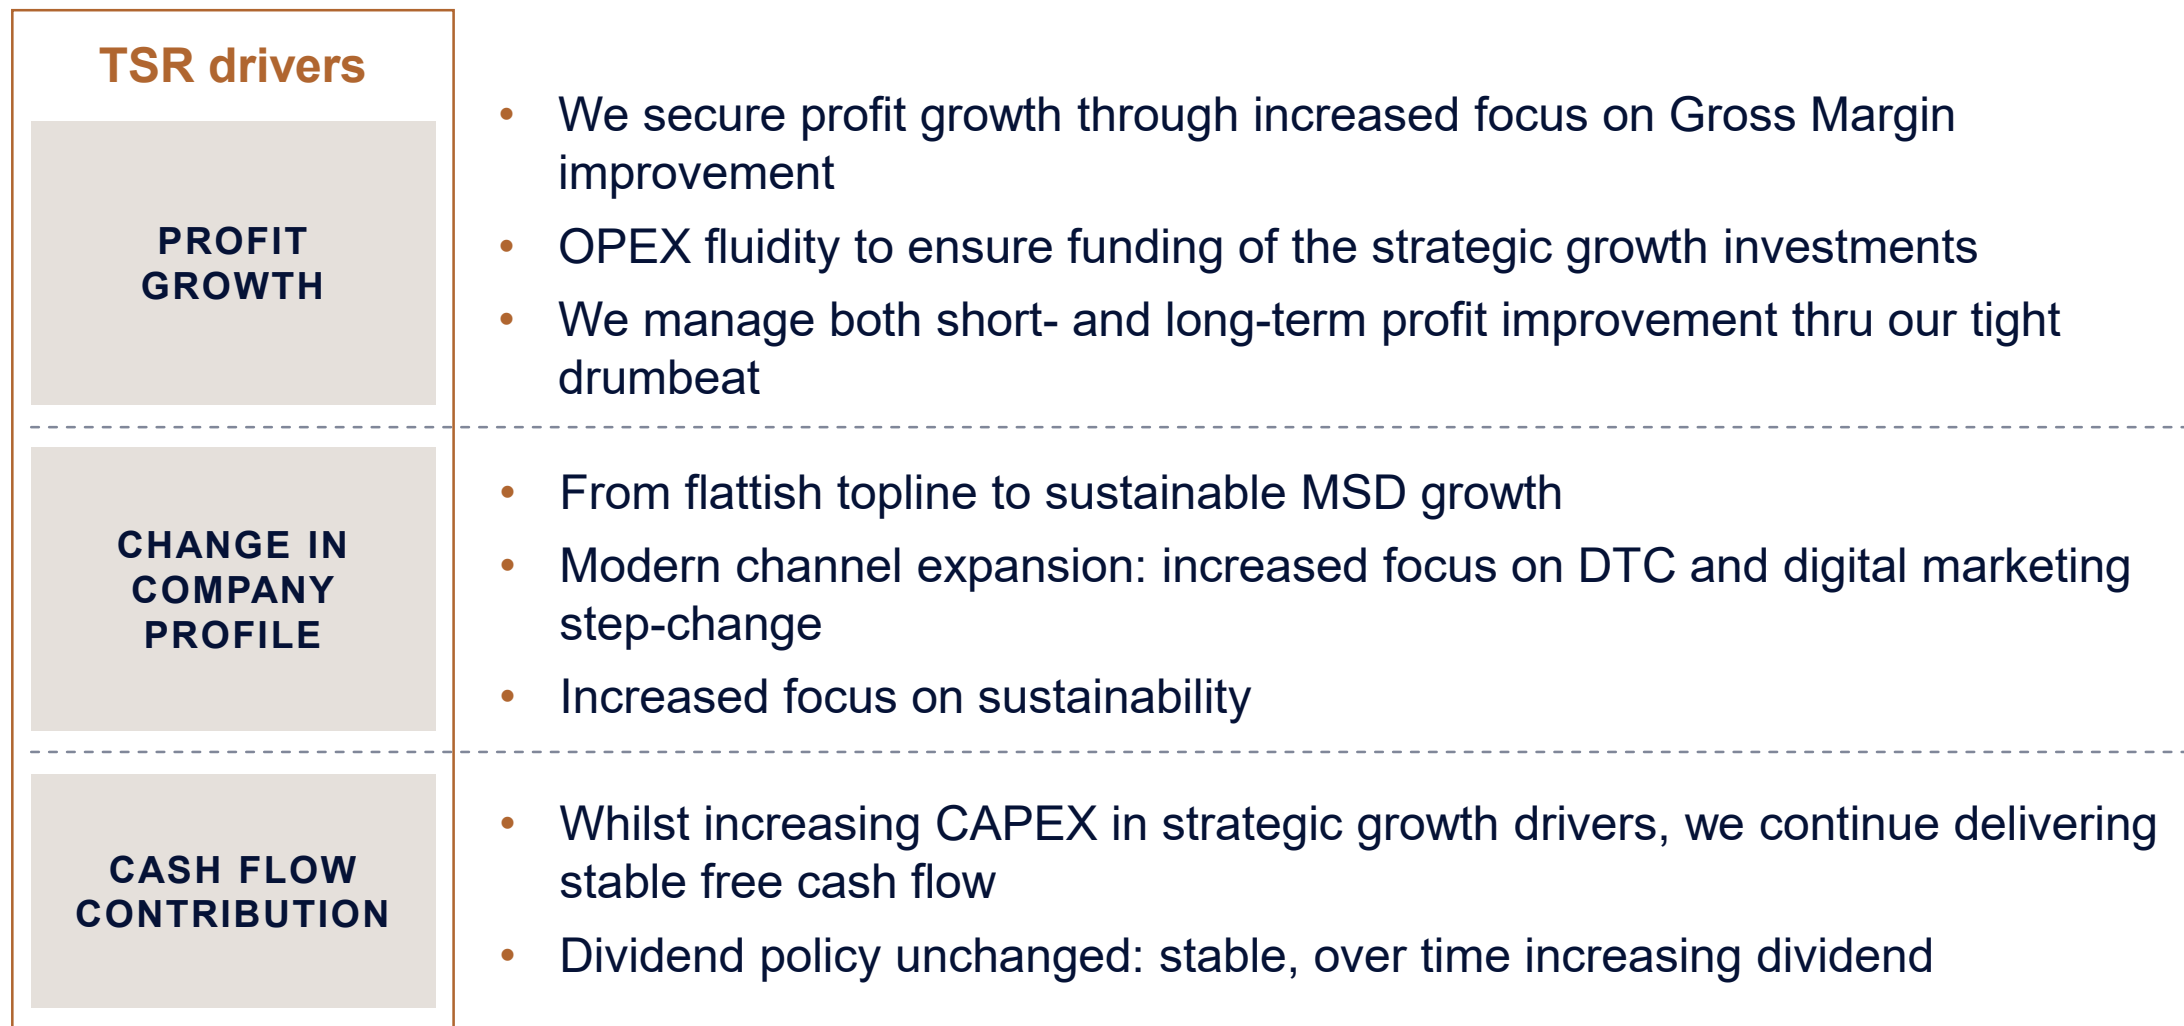 TSR drivers
PROFIT
GROWTH
• We secure profit growth through increased focus on Gross Margin
improvement
• OPEX fluidity to ensure funding of the strategic growth investments
• We manage both short- and long-term profit improvement thru our tight
drumbeat
CHANGE IN
COMPANY
PROFILE
• From flattish topline to sustainable MSD growth
• Modern channel expansion: increased focus on DTC and digital marketing
step-change
• Increased focus on sustainability
CASH FLOW
CONTRIBUTION
• Whilst increasing CAPEX in strategic growth drivers, we continue delivering
stable free cash flow
• Dividend policy unchanged: stable, over time increasing dividend